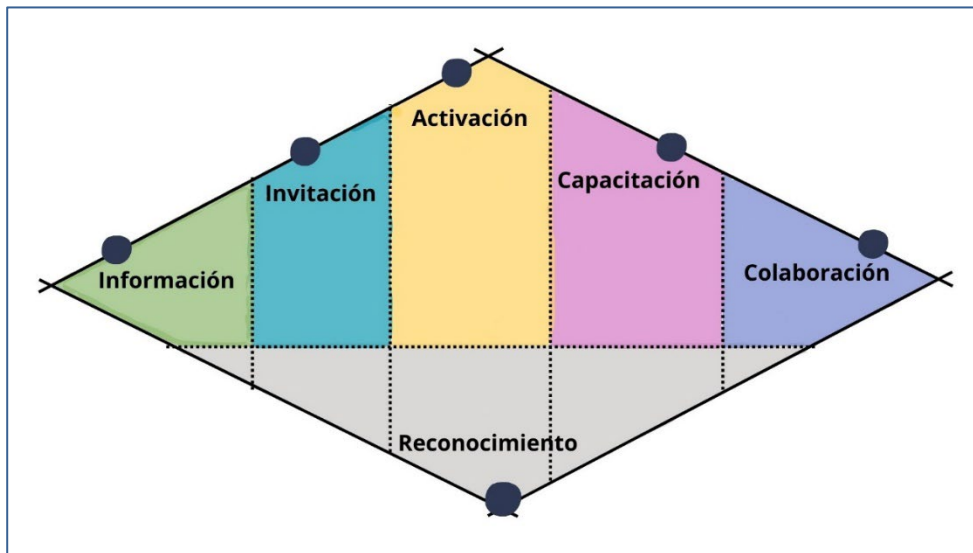 Activación
Invitación
Capacitación
Información
Colaboración
Reconocimiento